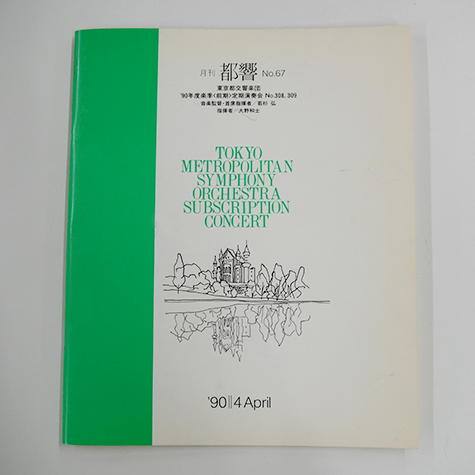 月刊 都響 No.67
東京都交響楽団
'90年度楽季〈前期〉定期演奏会 No.308, 309
音楽監督・首席指揮者／若杉 弘
指揮者／大野和士
TOKYO
METROPOLITAN
SYMPHONY
ORCHESTRA
SUBSCRIPTION
CONCERT
'90||4 April